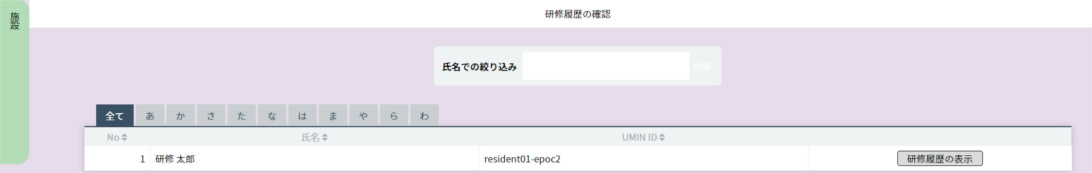 施設
研修履歴の確認
氏名での絞り込み
全て あ か さ た な は ま や ら わ
No 氏名 UMIN ID
1 研修 太郎 resident01-epoc2 研修履歴の表示